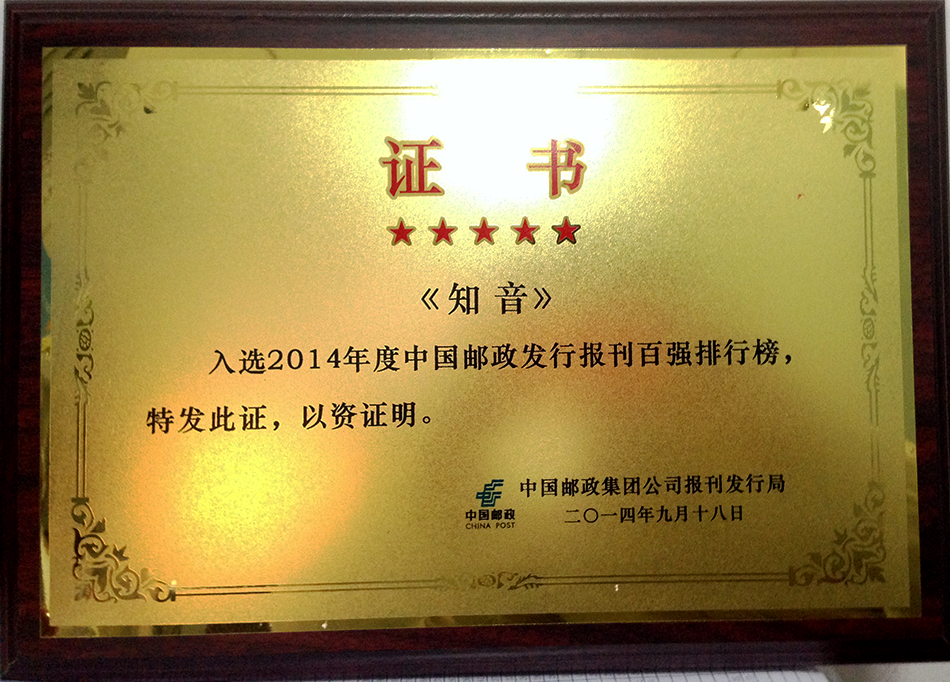 证 书
★★★★★
《知 音》
入选2014年度中国邮政发行报刊百强排行榜，
特发此证，以资证明。
中国邮政集团公司报刊发行局
二〇一四年九月十八日
中国邮政
CHINA POST